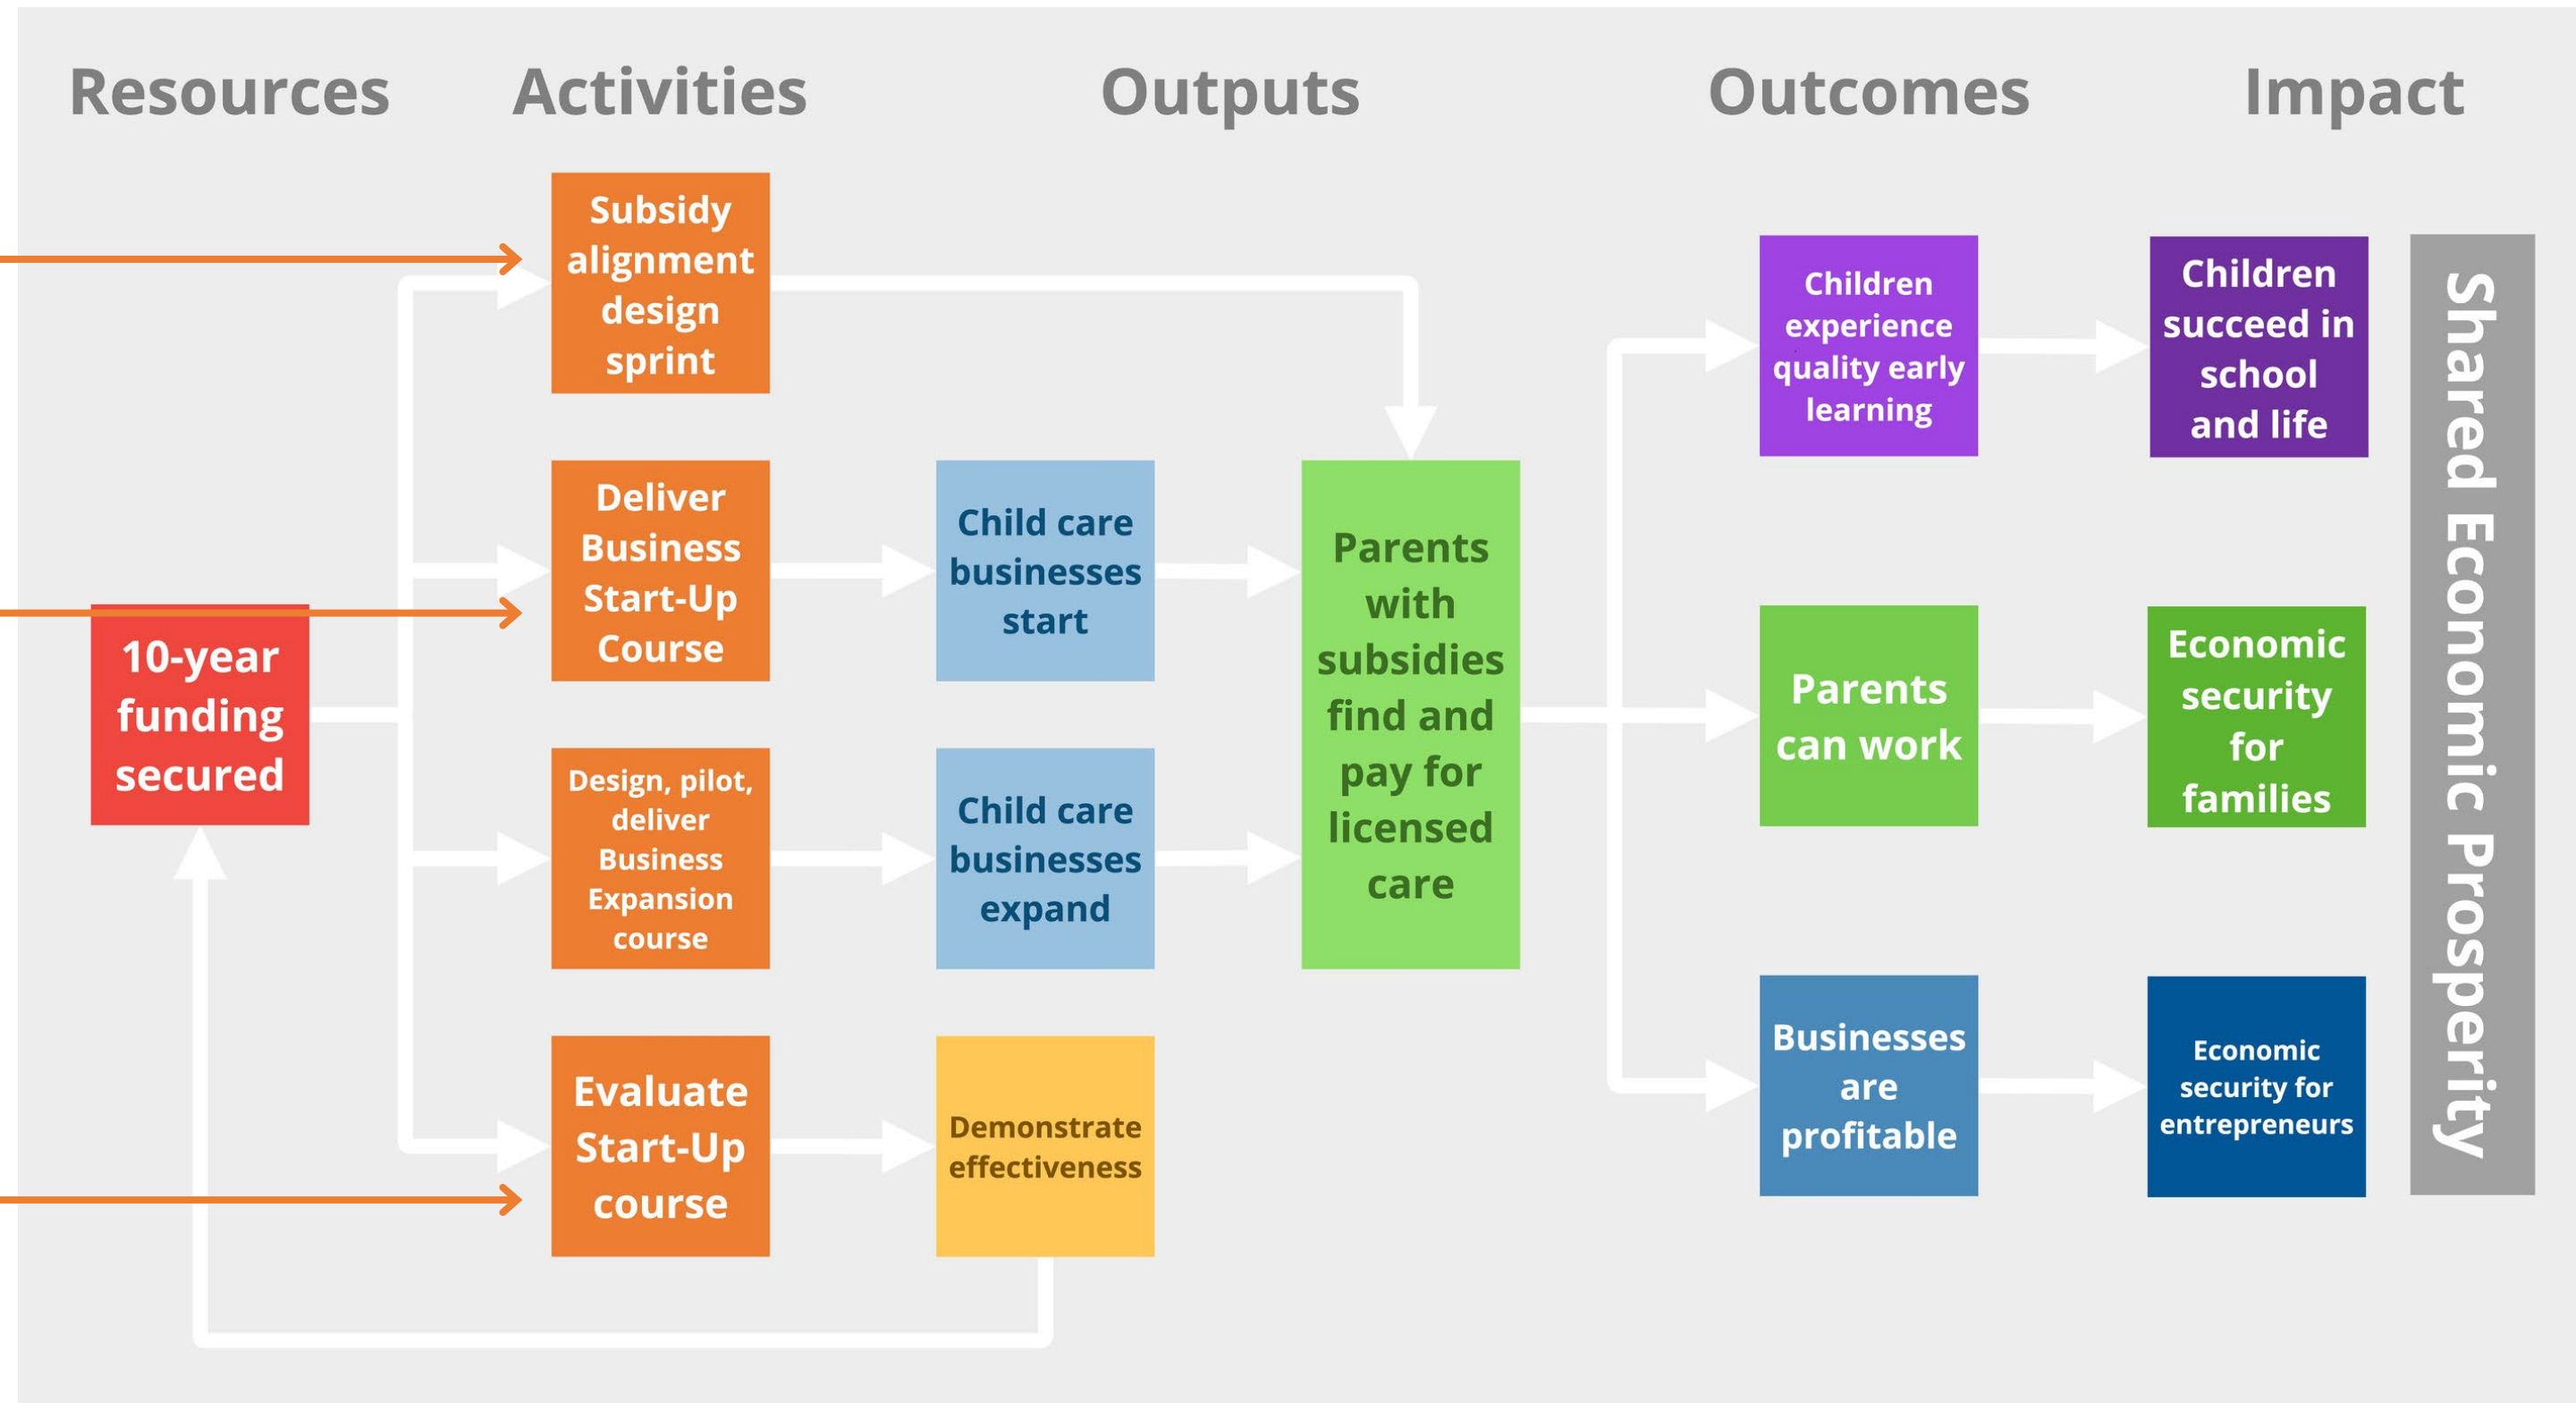 Resources
Activities
Outputs
Outcomes
Impact
Subsidy
alignment
design
sprint
Deliver
Business
Start-Up
Course
Design, pilot,
deliver
Business
Expansion
course
Evaluate
Start-Up
course
10-year
funding
secured
Child care
businesses
start
Child care
businesses
expand
Demonstrate
effectiveness
Parents
with
subsidies
find and
pay for
licensed
care
Children
experience
quality early
learning
Parents
can work
Businesses
are
profitable
Children
succeed in
school
and life
Economic
security
for
families
Economic
security for
entrepreneurs
Shared Economic Prosperity